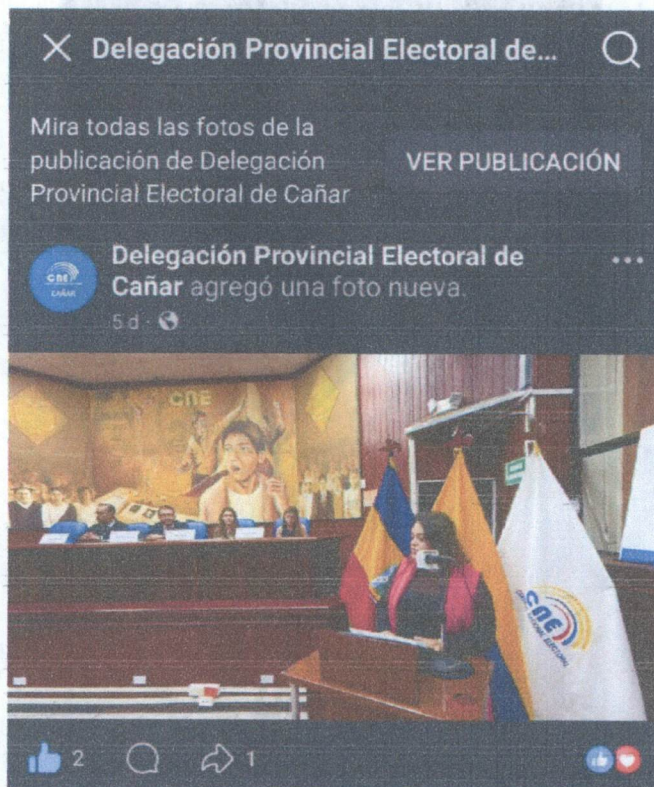 Delegación Provincial Electoral de...
Mira todas las fotos de la
publicación de Delegación
Provincial Electoral de Cañar
VER PUBLICACIÓN
CNE
CAÑAR
Delegación Provincial Electoral de
Cañar agregó una foto nueva.
5 d
CNE
CNE
2
1